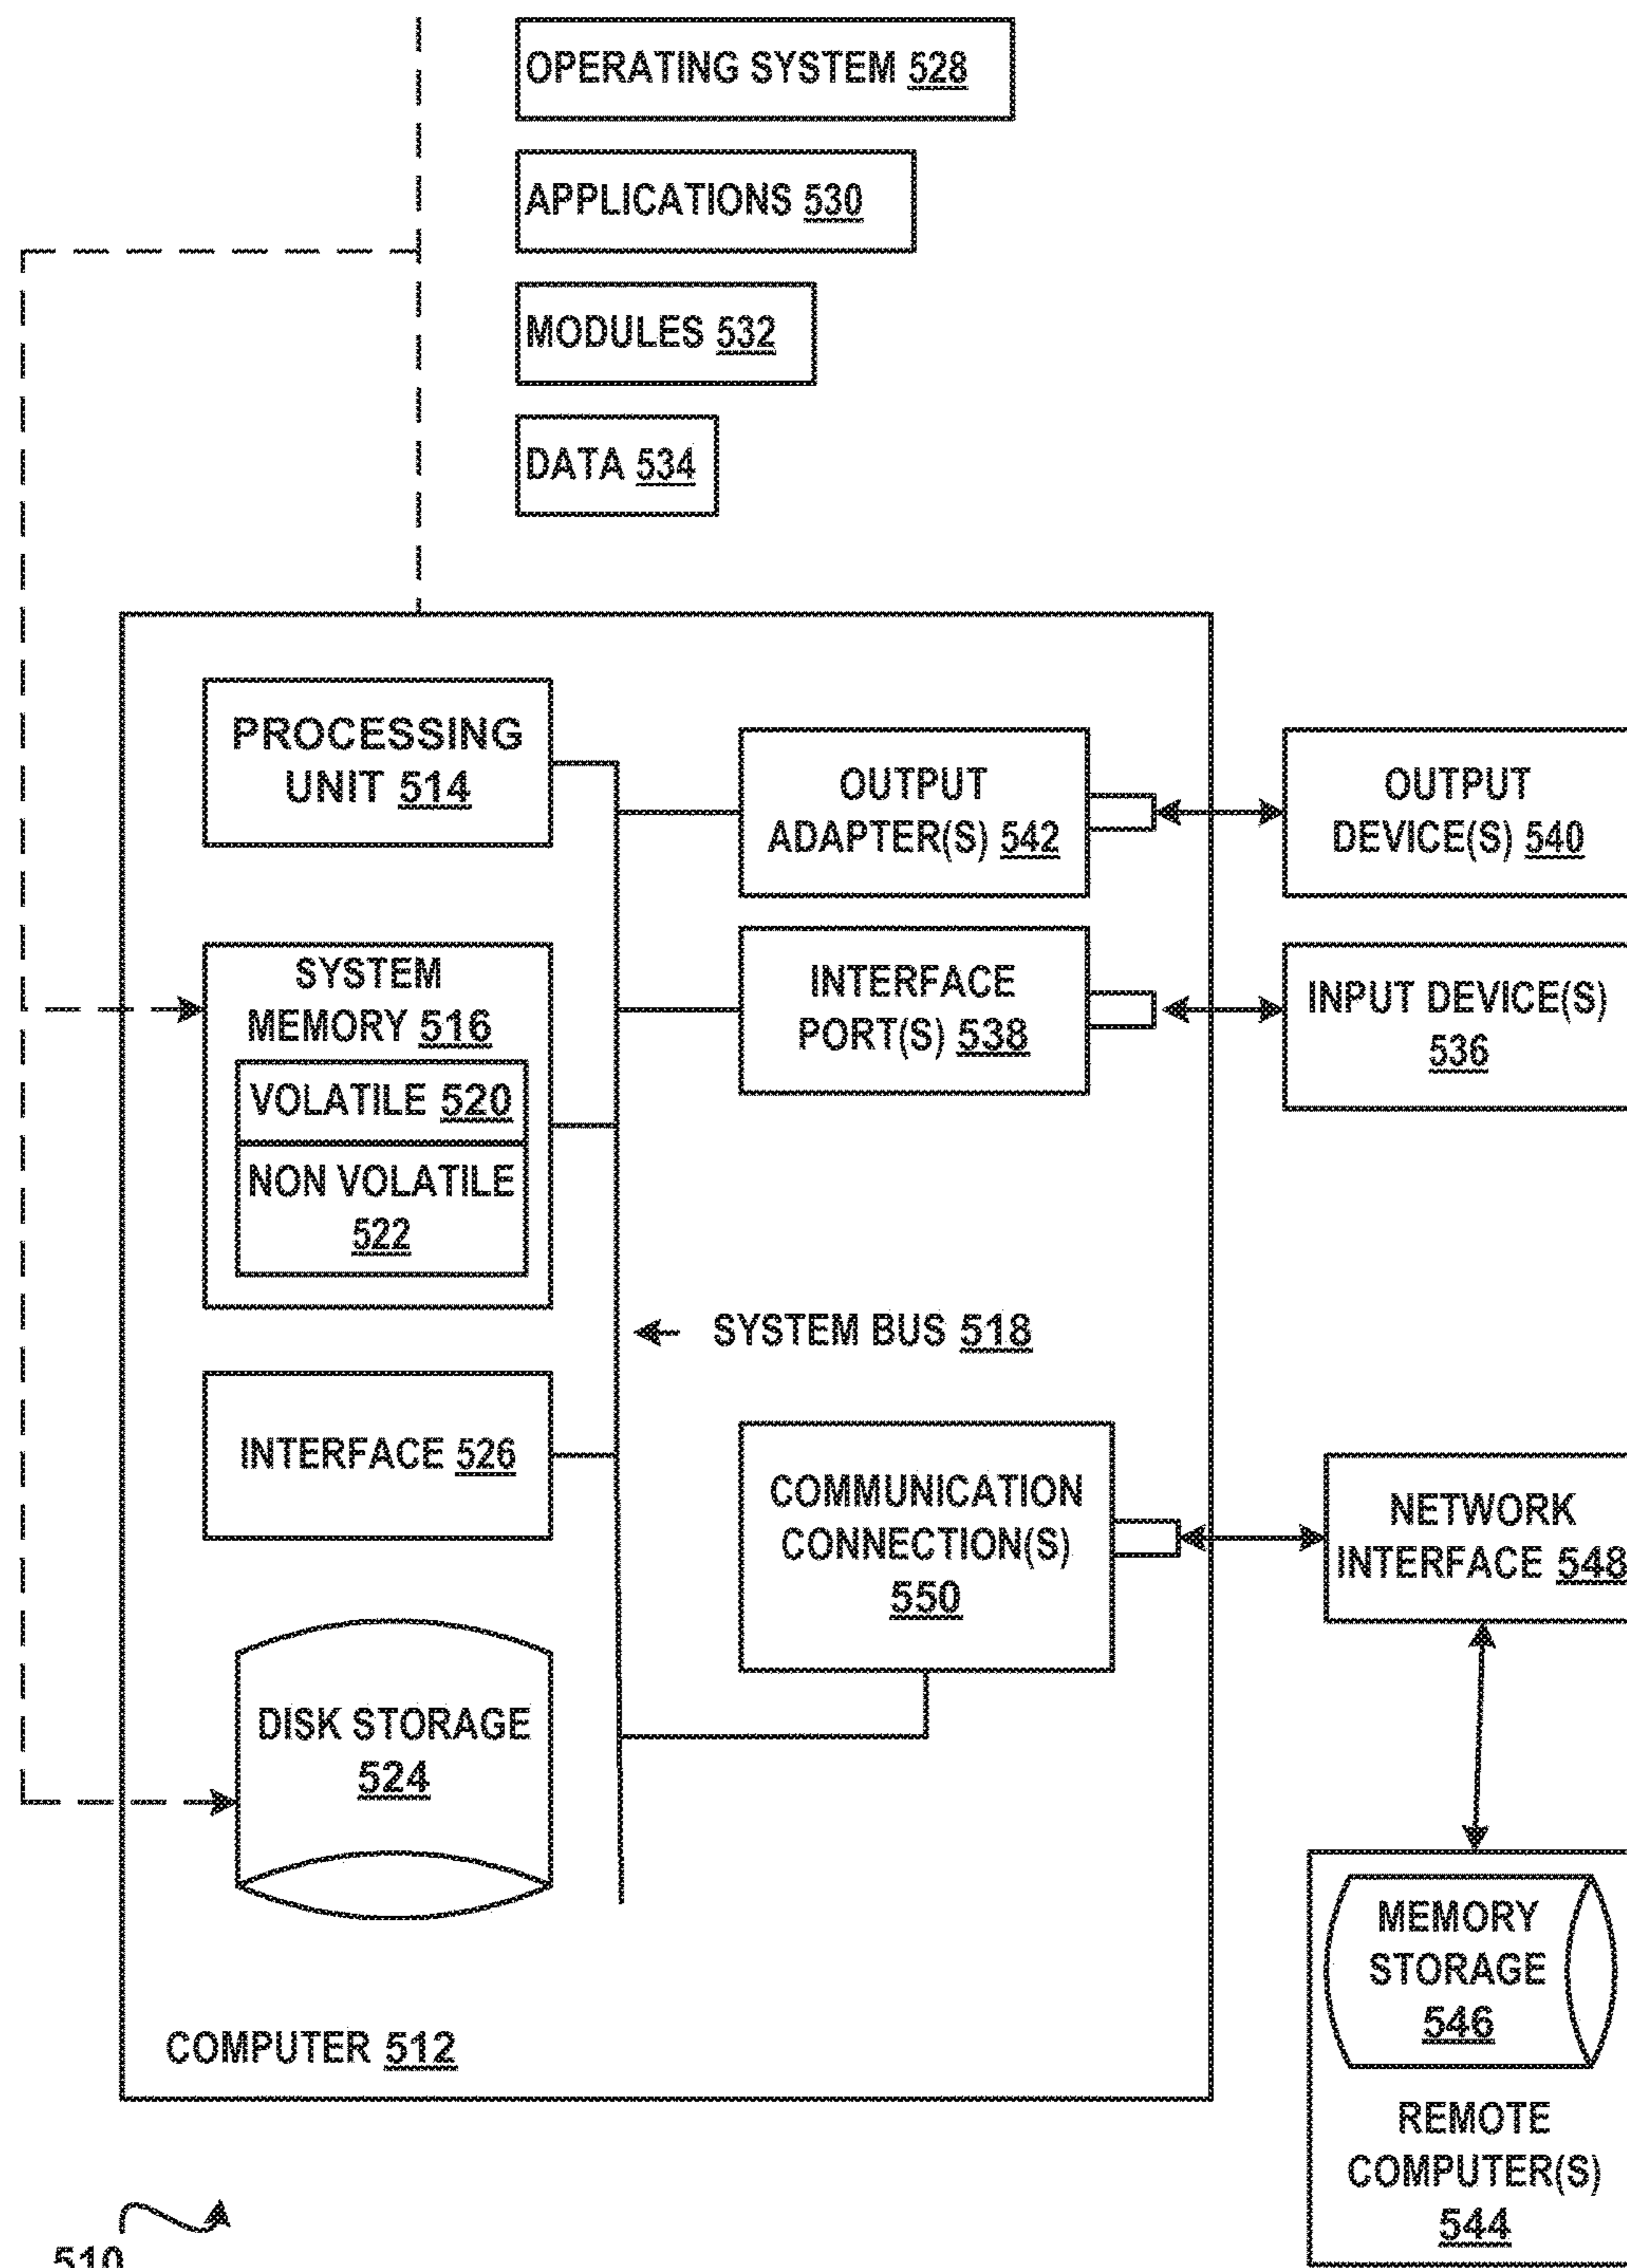 OPERATING SYSTEM 528
APPLICATIONS 530
MODULES 532
DATA 534
PROCESSING
UNIT 514
OUTPUT
ADAPTER(S) 542
OUTPUT
DEVICE(S) 540
SYSTEM
MEMORY 516
VOLATILE 520
NON VOLATILE
522
INTERFACE
PORT(S) 538
INPUT DEVICE(S)
536
SYSTEM BUS 518
INTERFACE 526
COMMUNICATION
CONNECTION(S)
550
NETWORK
INTERFACE 548
DISK STORAGE
524
MEMORY
STORAGE
546
REMOTE
COMPUTER(S)
544
COMPUTER 512
510